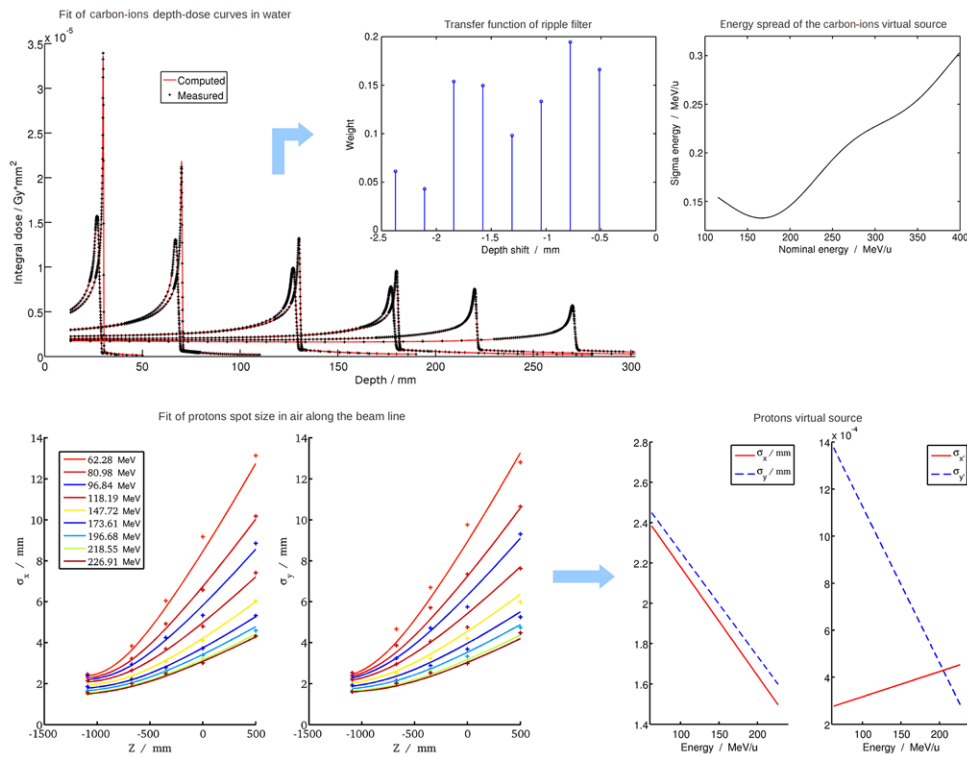 Fit of carbon-ions depth-dose curves in water
x 10⁻⁵
3.5
3
2.5
2
1.5
1
0.5
0
Integral dose / Gy*mm²
Computed
Measured
0 50 100 150 200 250 300
Depth / mm
Transfer function of ripple filter
0.2
0.15
0.1
0.05
0
Weight
-2.5 -2 -1.5 -1 -0.5 0
Depth shift / mm
Energy spread of the carbon-ions virtual source
0.3
0.25
0.2
0.15
Sigma energy / MeV/u
100 150 200 250 300 350 400
Nominal energy / MeV/u
Fit of protons spot size in air along the beam line
14
12
10
8
6
4
2
0
σx / mm
62.28 MeV
80.98 MeV
96.84 MeV
118.19 MeV
147.72 MeV
173.61 MeV
196.68 MeV
218.55 MeV
226.91 MeV
-1500 -1000 -500 0 500
Z / mm
14
12
10
8
6
4
2
0
σy / mm
-1500 -1000 -500 0 500
Z / mm
Protons virtual source
2.8
2.6
2.4
2.2
2
1.8
1.6
1.4
σx / mm
σy / mm
100 150 200
Energy / MeV/u
x 10⁻⁴
14
12
10
8
6
4
2
σx'
σy'
100 150 200
Energy / MeV/u